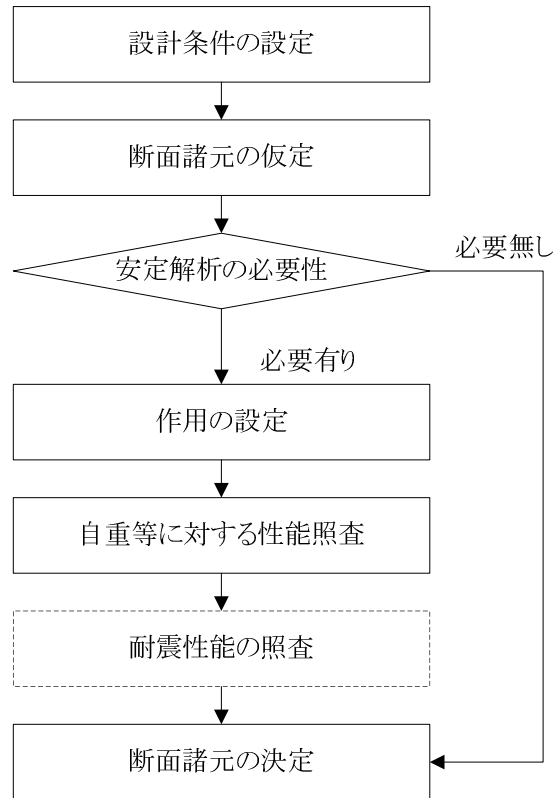 設計条件の設定
断面諸元の仮定
安定解析の必要性
必要無し
必要有り
作用の設定
自重等に対する性能照査
耐震性能の照査
断面諸元の決定